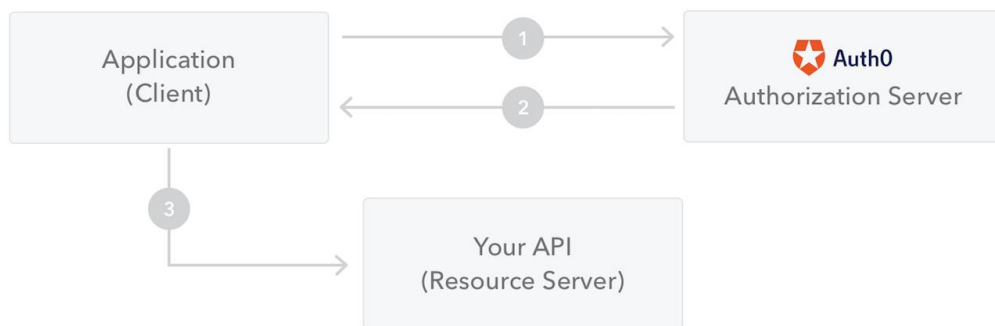 Application
(Client)
1
Auth0
Authorization Server
2
3
Your API
(Resource Server)